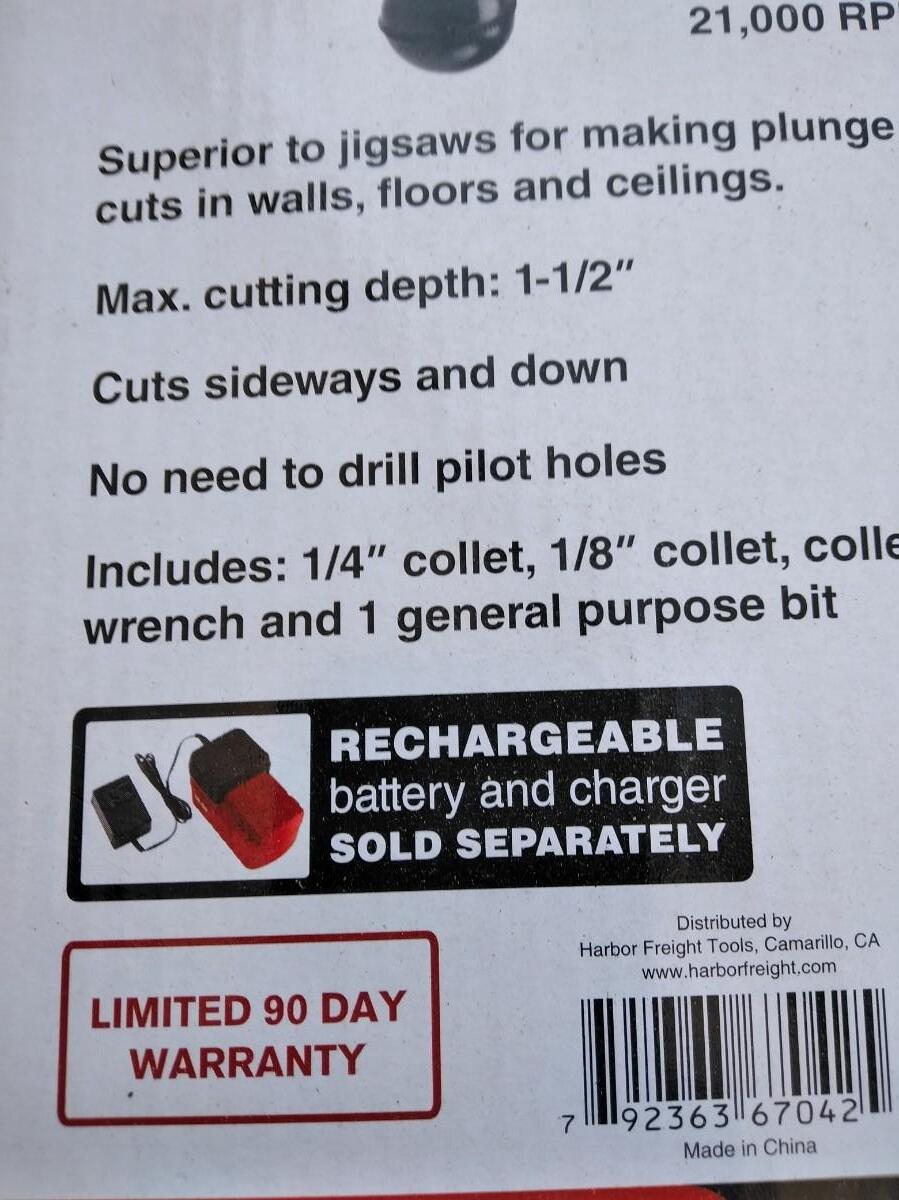 21,000 RP
Superior to jigsaws for making plunge
cuts in walls, floors and ceilings.
Max. cutting depth: 1-1/2"
Cuts sideways and down
No need to drill pilot holes
Includes: 1/4" collet, 1/8" collet, colle
wrench and 1 general purpose bit
RECHARGEABLE
battery and charger
SOLD SEPARATELY
Distributed by
Harbor Freight Tools, Camarillo, CA
www.harborfreight.com
LIMITED 90 DAY
WARRANTY
7 92363 67042
Made in China